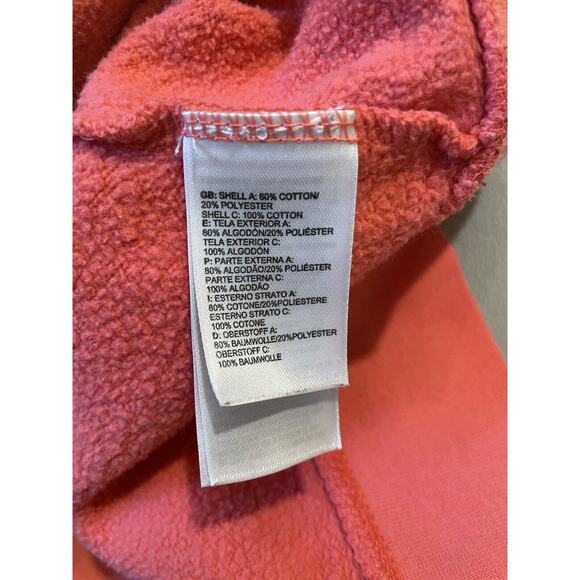 GB: SHELL A: 80% COTTON/
20% POLYESTER
SHELL C: 100% COTTON
E: TELA EXTERIOR A:
80% ALGODÓN/20% POLIÉSTER
TELA EXTERIOR C:
100% ALGODÓN
P: PARTE EXTERNA A:
80% ALGODÃO/20% POLIÉSTER
PARTE EXTERNA C:
100% ALGODÃO
I: ESTERNO STRATO A:
80% COTONE/20%POLIESTERE
ESTERNO STRATO C:
100% COTONE
D: OBERSTOFF A:
80% BAUMWOLLE/20%POLYESTER
OBERSTOFF C:
100% BAUMWOLLE